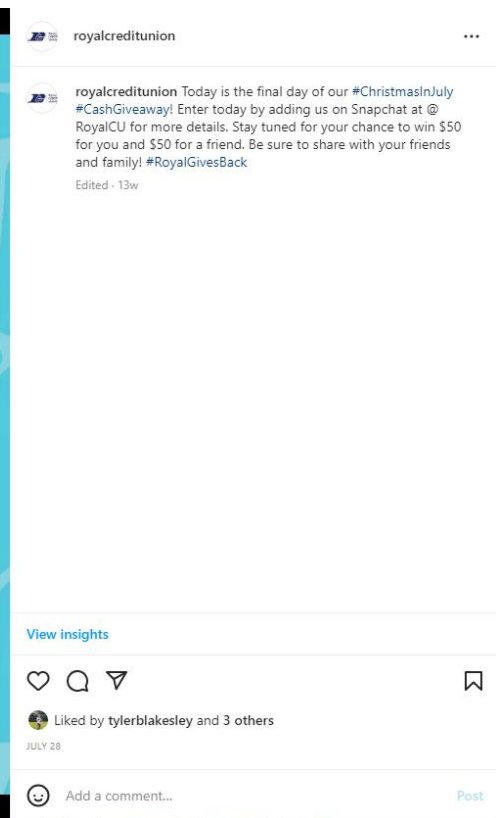 royalcreditunion
royalcreditunion Today is the final day of our #ChristmasInJuly
#CashGiveaway! Enter today by adding us on Snapchat at @
RoyalCU for more details. Stay tuned for your chance to win $50
for you and $50 for a friend. Be sure to share with your friends
and family! #RoyalGivesBack
Edited · 13w
View insights
Liked by tylerblakesley and 3 others
JULY 28
Add a comment...
Post